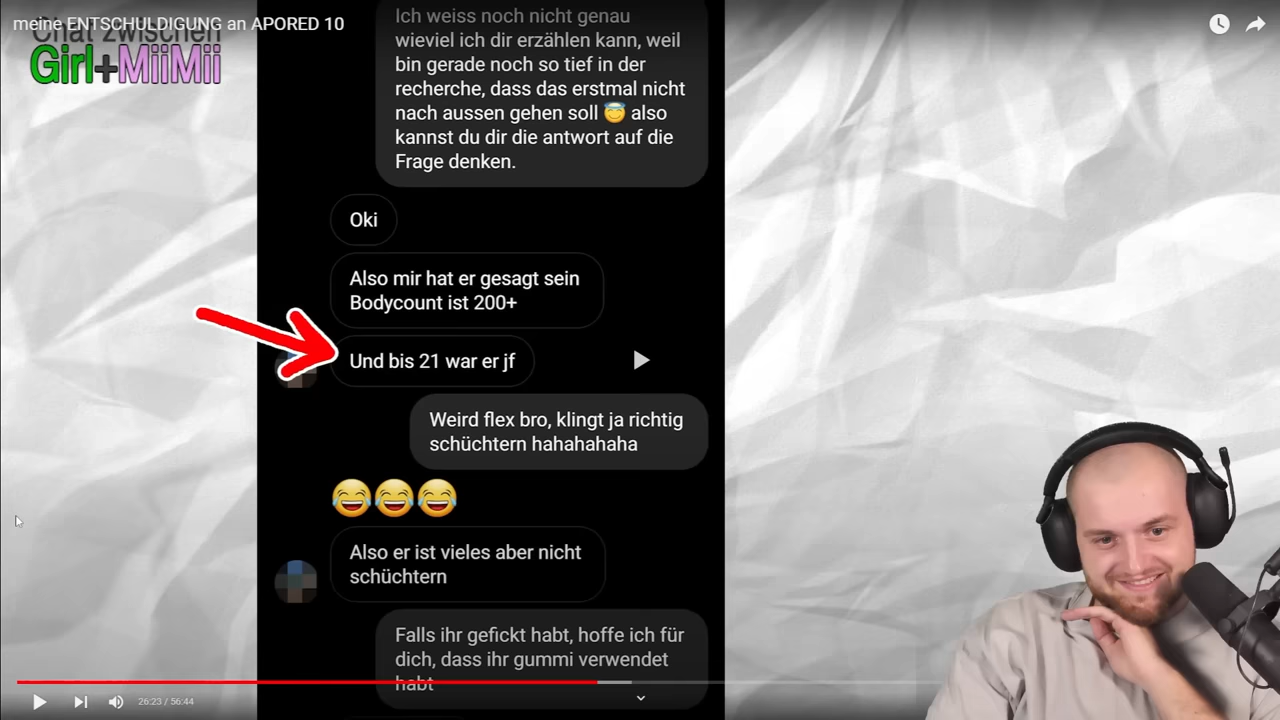 meine ENTSCHULDIGUNG an APORED 10
Chat zwischen
Girl+MiiMii
Ich weiss noch nicht genau
wieviel ich dir erzählen kann, weil
bin gerade noch so tief in der
recherche, dass das erstmal nicht
nach aussen gehen soll 😇 also
kannst du dir die antwort auf die
Frage denken.
Oki
Also mir hat er gesagt sein
Bodycount ist 200+
Und bis 21 war er jf
Weird flex bro, klingt ja richtig
schüchtern hahahahaha
😂😂😂
Also er ist vieles aber nicht
schüchtern
Falls ihr gefickt habt, hoffe ich für
dich, dass ihr gummi verwendet
habt
26:23 / 56:44